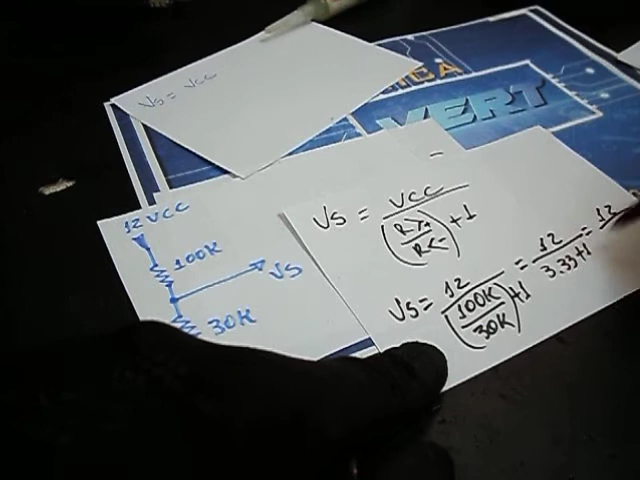 VS = VCC
ICA
VERT
12 VCC
100K
VS
30K
VS = VCC / (R>+ / R<-) + 1
VS = 12 / (100K / 30K) + 1 = 12 / 3.33+1 = 12